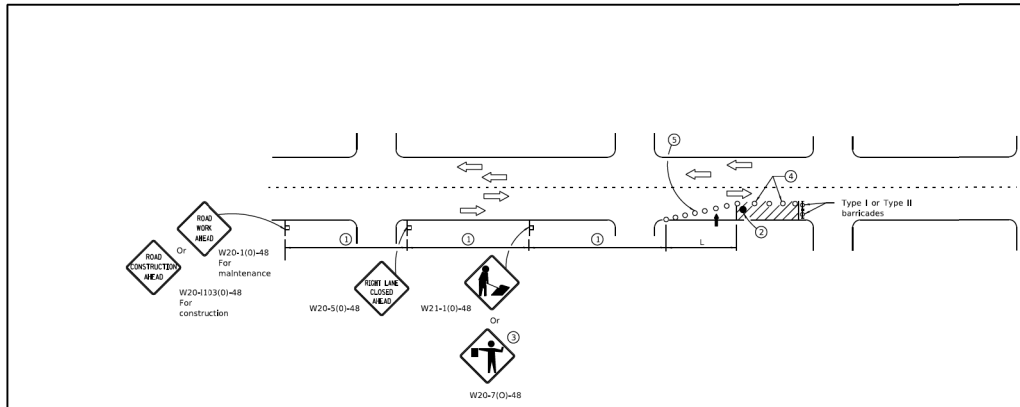 5
4
Type I or Type II
barricades
2
L
1
1
1
ROAD
WORK
AHEAD
Or
ROAD
CONSTRUCTION
AHEAD
W20-1(0)-48
For
maintenance
W20-I103(0)-48
For
construction
RIGHT LANE
CLOSED
AHEAD
W20-5(0)-48
W21-1(0)-48
Or
3
W20-7(O)-48